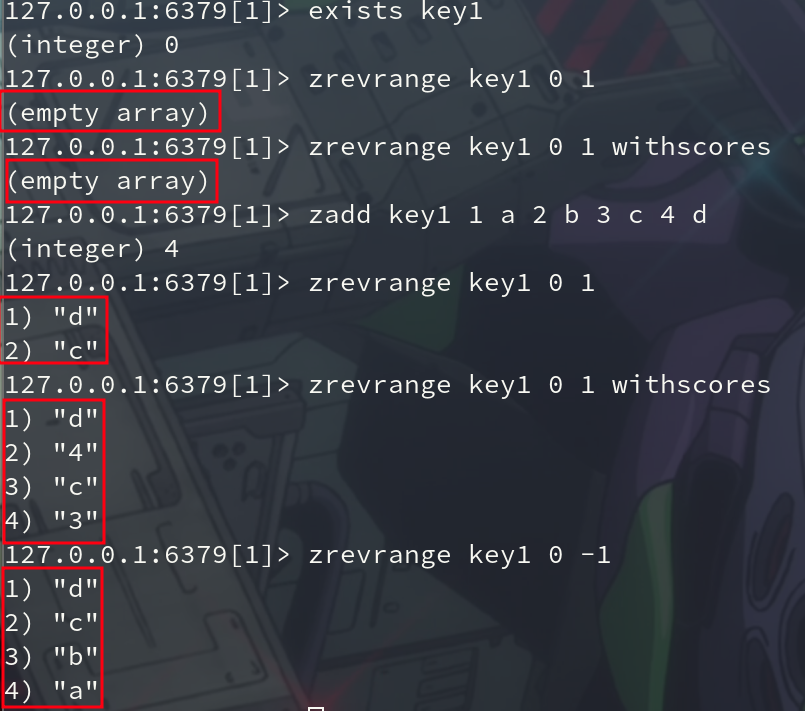 127.0.0.1:6379[1]> exists key1
(integer) 0
127.0.0.1:6379[1]> zrevrange key1 0 1
(empty array)
127.0.0.1:6379[1]> zrevrange key1 0 1 withscores
(empty array)
127.0.0.1:6379[1]> zadd key1 1 a 2 b 3 c 4 d
(integer) 4
127.0.0.1:6379[1]> zrevrange key1 0 1
1) "d"
2) "c"
127.0.0.1:6379[1]> zrevrange key1 0 1 withscores
1) "d"
2) "4"
3) "c"
4) "3"
127.0.0.1:6379[1]> zrevrange key1 0 -1
1) "d"
2) "c"
3) "b"
4) "a"